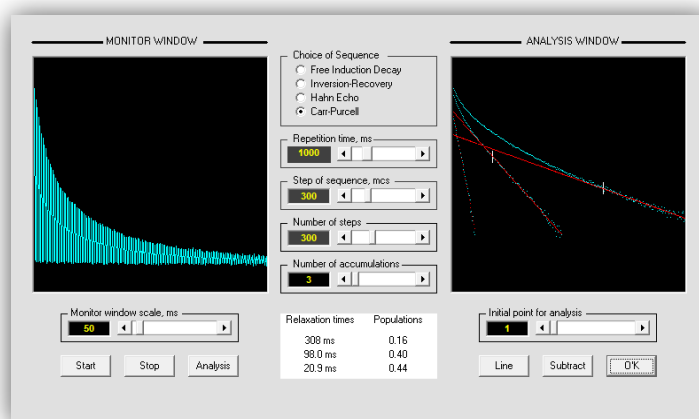 MONITOR WINDOW
ANALYSIS WINDOW
Choice of Sequence
Free Induction Decay
Inversion-Recovery
Hahn Echo
Carr-Purcell
Repetition time, ms
1000
Step of sequence, mcs
300
Number of steps
300
Number of accumulations
3
Monitor window scale, ms
50
Start Stop Analysis
Relaxation times Populations
308 ms 0.16
98.0 ms 0.40
20.9 ms 0.44
Initial point for analysis
1
Line Subtract O'K